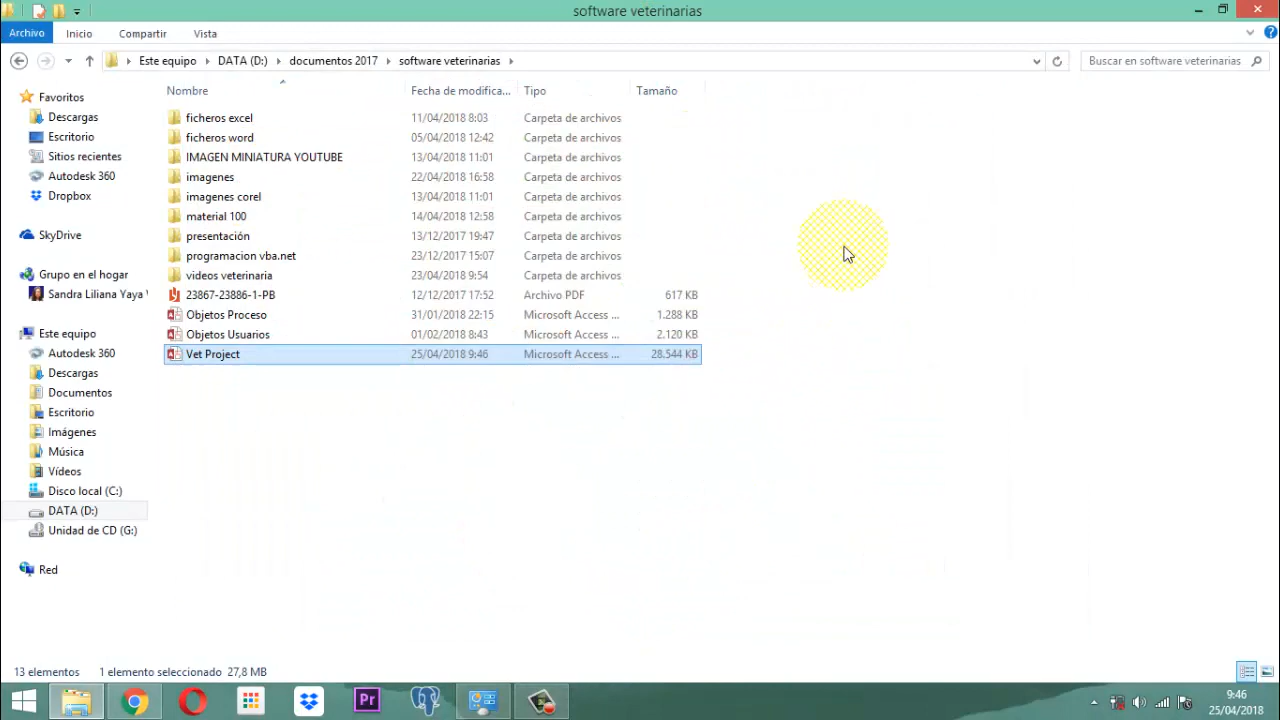 software veterinarias
Archivo Inicio Compartir Vista
Este equipo DATA (D:) documentos 2017 software veterinarias Buscar en software veterinarias
Nombre Fecha de modifica... Tipo Tamaño
Favoritos
Descargas
Escritorio
Sitios recientes
Autodesk 360
Dropbox
SkyDrive
Grupo en el hogar
Sandra Liliana Yaya
Este equipo
Autodesk 360
Descargas
Documentos
Escritorio
Imágenes
Música
Vídeos
Disco local (C:)
DATA (D:)
Unidad de CD (G:)
Red
ficheros excel 11/04/2018 8:03 Carpeta de archivos
ficheros word 05/04/2018 12:42 Carpeta de archivos
IMAGEN MINIATURA YOUTUBE 13/04/2018 11:01 Carpeta de archivos
imagenes 22/04/2018 16:58 Carpeta de archivos
imagenes corel 13/04/2018 11:01 Carpeta de archivos
material 100 14/04/2018 12:58 Carpeta de archivos
presentación 13/12/2017 19:47 Carpeta de archivos
programacion vba.net 23/12/2017 15:07 Carpeta de archivos
videos veterinaria 23/04/2018 9:54 Carpeta de archivos
23867-23886-1-PB 12/12/2017 17:52 Archivo PDF 617 KB
Objetos Proceso 31/01/2018 22:15 Microsoft Access ... 1.288 KB
Objetos Usuarios 01/02/2018 8:43 Microsoft Access ... 2.120 KB
Vet Project 25/04/2018 9:46 Microsoft Access ... 28.544 KB
13 elementos 1 elemento seleccionado 27,8 MB
Pr
9:46
25/04/2018